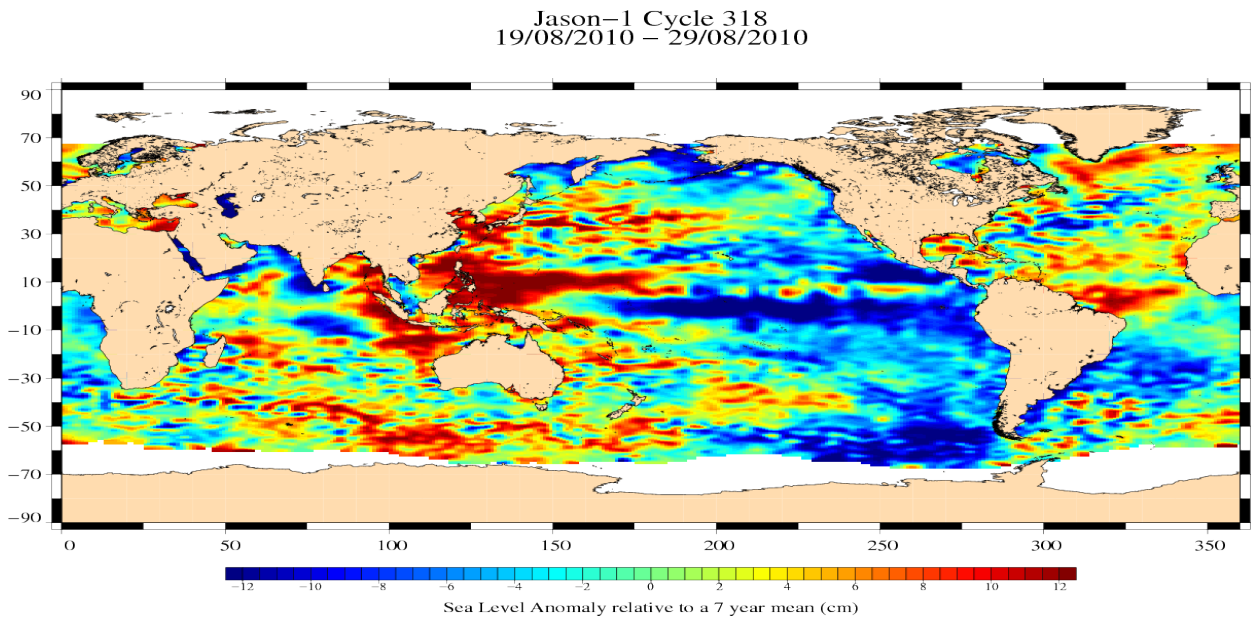 Jason−1 Cycle 318
19/08/2010 − 29/08/2010
90
70
50
30
10
−10
−30
−50
−70
−90
0 50 100 150 200 250 300 350
−12 −10 −8 −6 −4 −2 0 2 4 6 8 10 12
Sea Level Anomaly relative to a 7 year mean (cm)